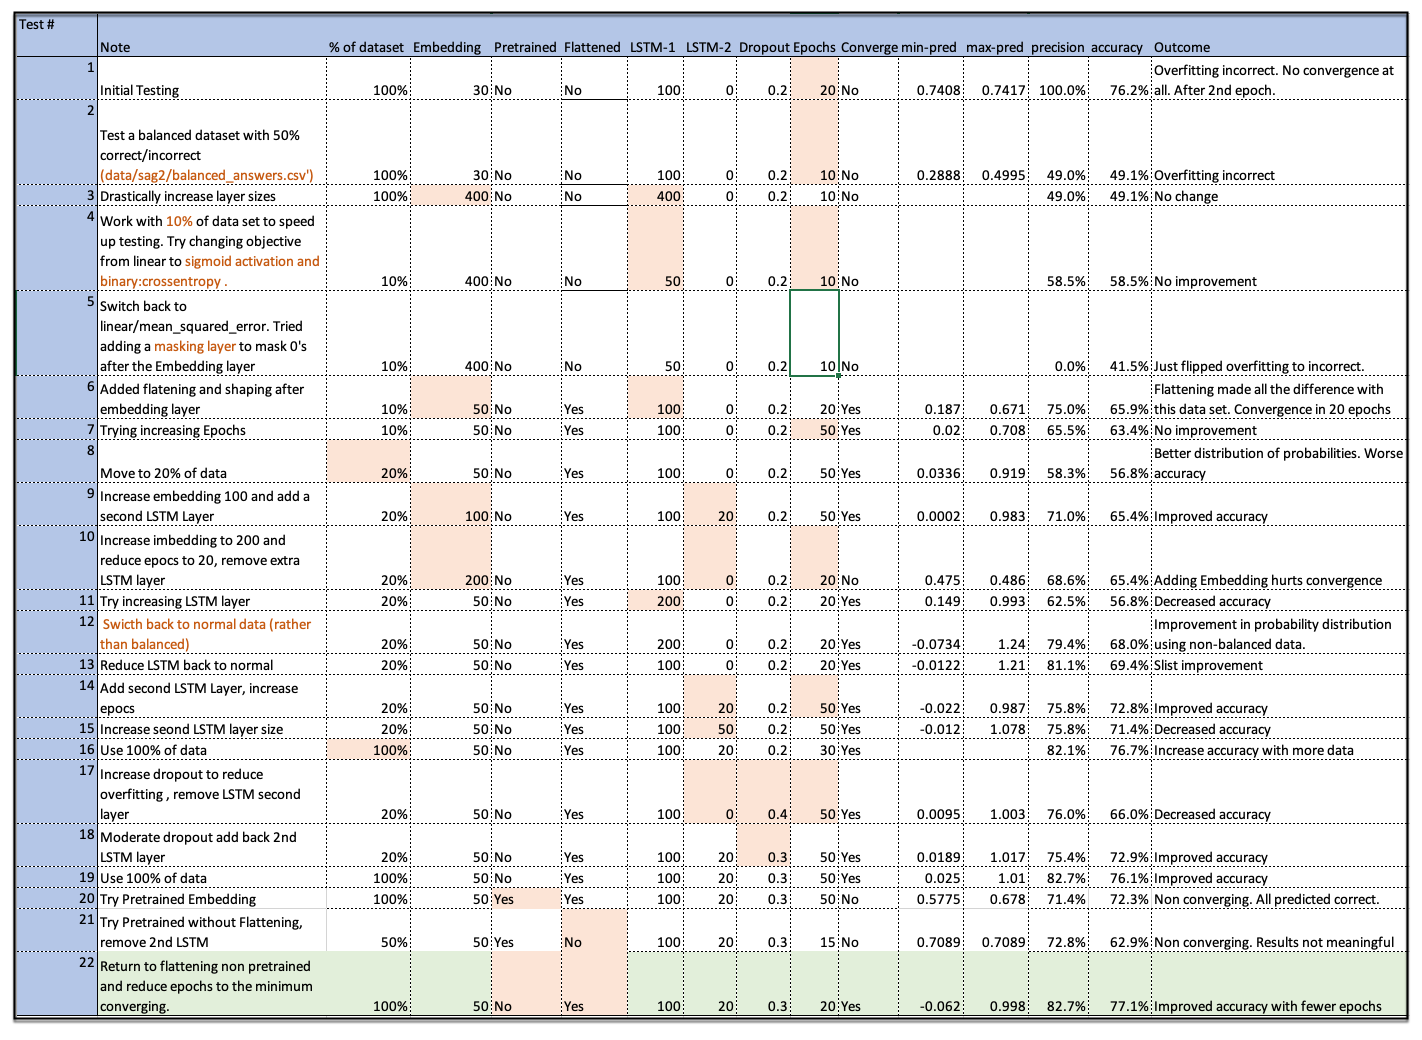 Test # Note % of dataset Embedding Pretrained Flattened LSTM-1 LSTM-2 Dropout Epochs Converge min-pred max-pred precision accuracy Outcome
1 Initial Testing 100% 30 No No 100 0 0.2 20 No 0.7408 0.7417 100.0% 76.2% Overfitting incorrect. No convergence at
all. After 2nd epoch.
2 Test a balanced dataset with 50%
correct/incorrect
(data/sag2/balanced_answers.csv') 100% 30 No No 100 0 0.2 10 No 0.2888 0.4995 49.0% 49.1% Overfitting incorrect
3 Drastically increase layer sizes 100% 400 No No 400 0 0.2 10 No 49.0% 49.1% No change
4 Work with 10% of data set to speed
up testing. Try changing objective
from linear to sigmoid activation and
binary:crossentropy . 10% 400 No No 50 0 0.2 10 No 58.5% 58.5% No improvement
5 Switch back to
linear/mean_squared_error. Tried
adding a masking layer to mask 0's
after the Embedding layer 10% 400 No No 50 0 0.2 10 No 0.0% 41.5% Just flipped overfitting to incorrect.
6 Added flatening and shaping after
embedding layer 10% 50 No Yes 100 0 0.2 20 Yes 0.187 0.671 75.0% 65.9% Flattening made all the difference with
this data set. Convergence in 20 epochs
7 Trying increasing Epochs 10% 50 No Yes 100 0 0.2 50 Yes 0.02 0.708 65.5% 63.4% No improvement
8 Move to 20% of data 20% 50 No Yes 100 0 0.2 50 Yes 0.0336 0.919 58.3% 56.8% Better distribution of probabilities. Worse
accuracy
9 Increase embedding 100 and add a
second LSTM Layer 20% 100 No Yes 100 20 0.2 50 Yes 0.0002 0.983 71.0% 65.4% Improved accuracy
10 Increase imbedding to 200 and
reduce epocs to 20, remove extra
LSTM layer 20% 200 No Yes 100 0 0.2 20 No 0.475 0.486 68.6% 65.4% Adding Embedding hurts convergence
11 Try increasing LSTM layer 20% 50 No Yes 200 0 0.2 20 Yes 0.149 0.993 62.5% 56.8% Decreased accuracy
12 Swicth back to normal data (rather
than balanced) 20% 50 No Yes 200 0 0.2 20 Yes -0.0734 1.24 79.4% 68.0% Improvement in probability distribution
using non-balanced data.
13 Reduce LSTM back to normal 20% 50 No Yes 100 0 0.2 20 Yes -0.0122 1.21 81.1% 69.4% Slist improvement
14 Add second LSTM Layer, increase
epocs 20% 50 No Yes 100 20 0.2 50 Yes -0.022 0.987 75.8% 72.8% Improved accuracy
15 Increase seond LSTM layer size 20% 50 No Yes 100 50 0.2 50 Yes -0.012 1.078 75.8% 71.4% Decreased accuracy
16 Use 100% of data 100% 50 No Yes 100 20 0.2 30 Yes 82.1% 76.7% Increase accuracy with more data
17 Increase dropout to reduce
overfitting , remove LSTM second
layer 20% 50 No Yes 100 0 0.4 50 Yes 0.0095 1.003 76.0% 66.0% Decreased accuracy
18 Moderate dropout add back 2nd
LSTM layer 20% 50 No Yes 100 20 0.3 50 Yes 0.0189 1.017 75.4% 72.9% Improved accuracy
19 Use 100% of data 100% 50 No Yes 100 20 0.3 50 Yes 0.025 1.01 82.7% 76.1% Improved accuracy
20 Try Pretrained Embedding 100% 50 Yes Yes 100 20 0.3 50 No 0.5775 0.678 71.4% 72.3% Non converging. All predicted correct.
21 Try Pretrained without Flattening,
remove 2nd LSTM 50% 50 Yes No 100 20 0.3 15 No 0.7089 0.7089 72.8% 62.9% Non converging. Results not meaningful
22 Return to flattening non pretrained
and reduce epochs to the minimum
converging. 100% 50 No Yes 100 20 0.3 20 Yes -0.062 0.998 82.7% 77.1% Improved accuracy with fewer epochs